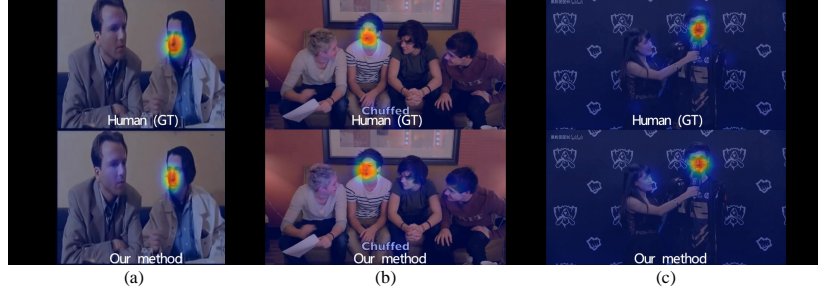 Human (GT)
Chuffed
Human (GT)
Human (GT)
Our method
Chuffed
Our method
Our method
(a)
(b)
(c)